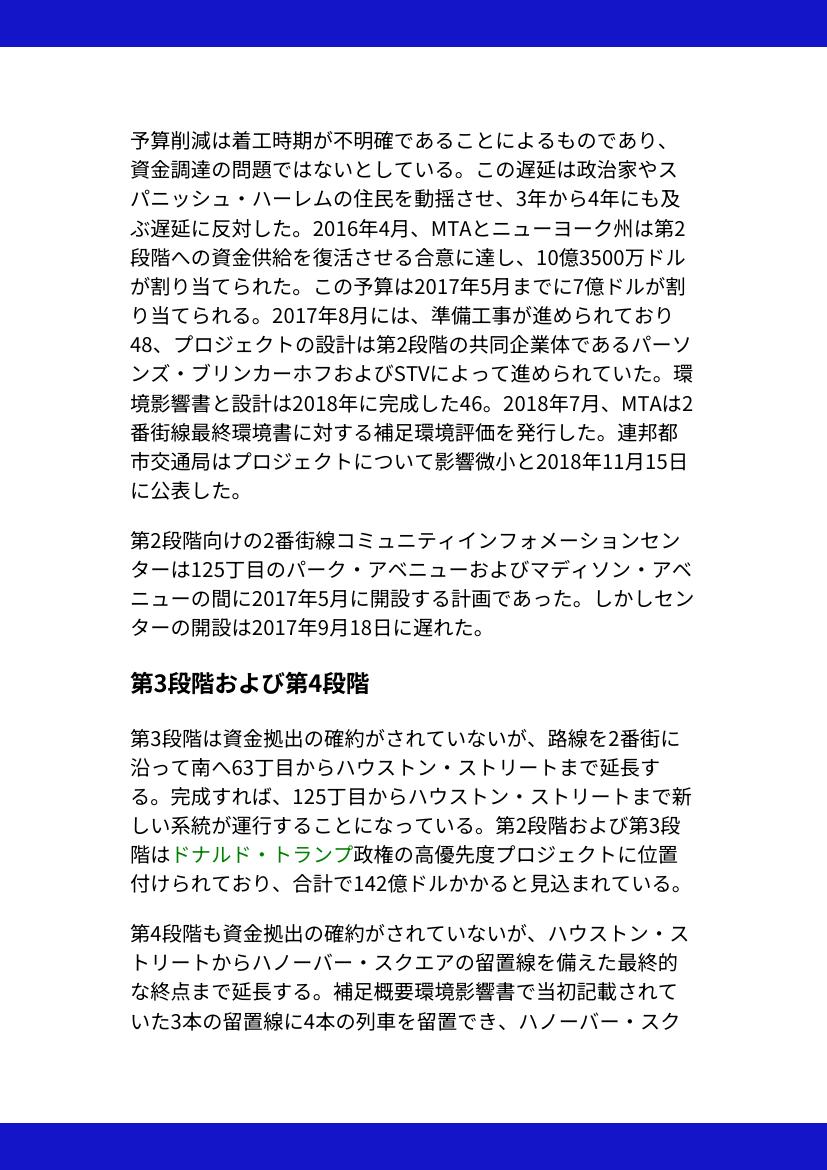 予算削減は着工時期が不明確であることによるものであり、
資金調達の問題ではないとしている。この遅延は政治家やス
パニッシュ・ハーレムの住民を動揺させ、3年から4年にも及
ぶ遅延に反対した。2016年4月、MTAとニューヨーク州は第2
段階への資金供給を復活させる合意に達し、10億3500万ドル
が割り当てられた。この予算は2017年5月までに7億ドルが割
り当てられる。2017年8月には、準備工事が進められており
48、プロジェクトの設計は第2段階の共同企業体であるパーソ
ンズ・ブリンカーホフおよびSTVによって進められていた。環
境影響書と設計は2018年に完成した46。2018年7月、MTAは2
番街線最終環境書に対する補足環境評価を発行した。連邦都
市交通局はプロジェクトについて影響微小と2018年11月15日
に公表した。
第2段階向けの2番街線コミュニティインフォメーションセン
ターは125丁目のパーク・アベニューおよびマディソン・アベ
ニューの間に2017年5月に開設する計画であった。しかしセン
ターの開設は2017年9月18日に遅れた。
第3段階および第4段階
第3段階は資金拠出の確約がされていないが、路線を2番街に
沿って南へ63丁目からハウストン・ストリートまで延長す
る。完成すれば、125丁目からハウストン・ストリートまで新
しい系統が運行することになっている。第2段階および第3段
階はドナルド・トランプ政権の高優先度プロジェクトに位置
付けられており、合計で142億ドルかかると見込まれている。
第4段階も資金拠出の確約がされていないが、ハウストン・ス
トリートからハノーバー・スクエアの留置線を備えた最終的
な終点まで延長する。補足概要環境影響書で当初記載されて
いた3本の留置線に4本の列車を留置でき、ハノーバー・スク